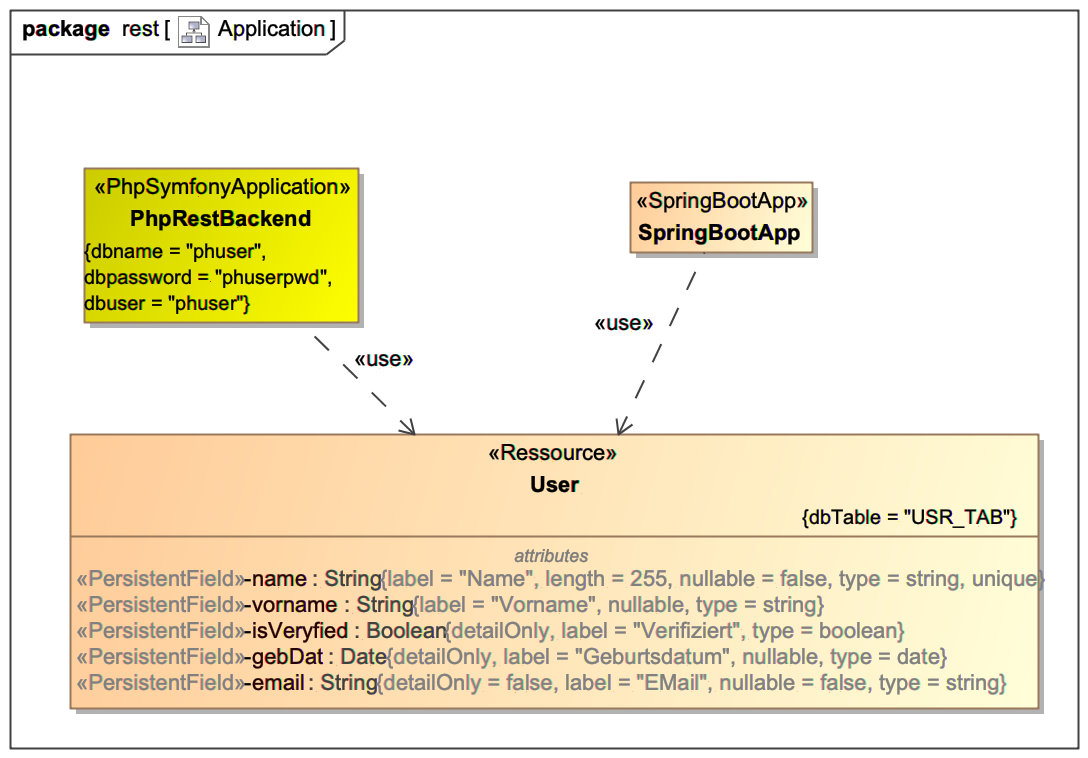 package rest [ Application ]
«PhpSymfonyApplication»
PhpRestBackend
{dbname = "phuser",
dbpassword = "phuserpwd",
dbuser = "phuser"}
«SpringBootApp»
SpringBootApp
«use»
«use»
«Ressource»
User
{dbTable = "USR_TAB"}
attributes
«PersistentField»-name : String{label = "Name", length = 255, nullable = false, type = string, unique}
«PersistentField»-vorname : String{label = "Vorname", nullable, type = string}
«PersistentField»-isVeryfied : Boolean{detailOnly, label = "Verifiziert", type = boolean}
«PersistentField»-gebDat : Date{detailOnly, label = "Geburtsdatum", nullable, type = date}
«PersistentField»-email : String{detailOnly = false, label = "EMail", nullable = false, type = string}